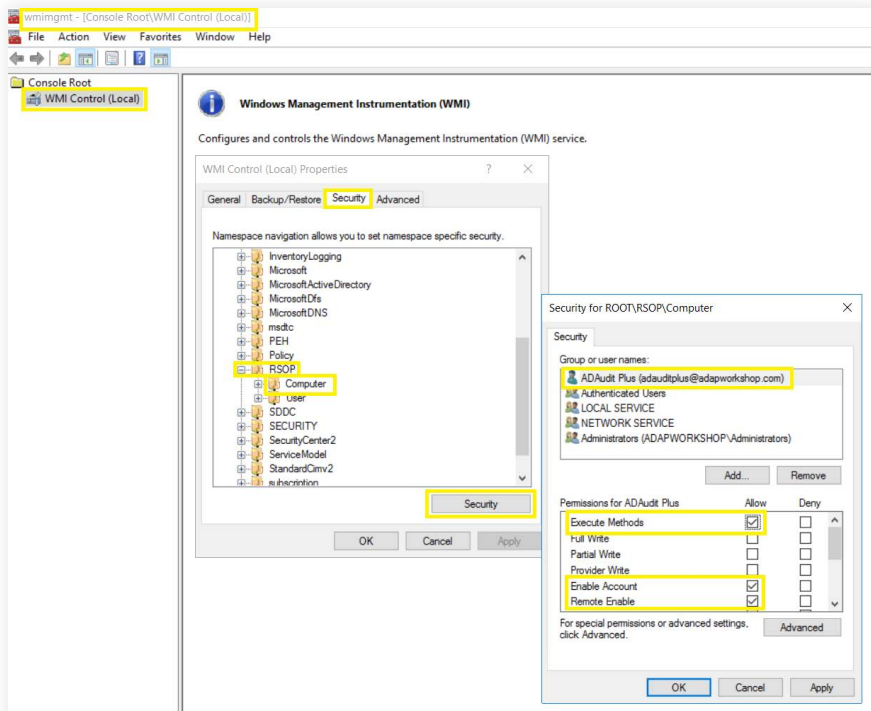 wmimgmt - [Console Root\WMI Control (Local)]
File Action View Favorites Window Help
Console Root
WMI Control (Local)
Windows Management Instrumentation (WMI)
Configures and controls the Windows Management Instrumentation (WMI) service.
WMI Control (Local) Properties
General Backup/Restore Security Advanced
Namespace navigation allows you to set namespace specific security.
InventoryLogging
Microsoft
MicrosoftActiveDirectory
MicrosoftDfs
MicrosoftDNS
msdtc
PEH
Policy
RSOP
Computer
User
SDDC
SECURITY
SecurityCenter2
ServiceModel
StandardCimv2
subscription
Security
OK Cancel Apply
Security for ROOT\RSOP\Computer
Security
Group or user names:
ADAudit Plus (adauditplus@adapworkshop.com)
Authenticated Users
LOCAL SERVICE
NETWORK SERVICE
Administrators (ADAPWORKSHOP\Administrators)
Add... Remove
Permissions for ADAudit Plus Allow Deny
Execute Methods
Full Write
Partial Write
Provider Write
Enable Account
Remote Enable
For special permissions or advanced settings,
click Advanced.
Advanced
OK Cancel Apply